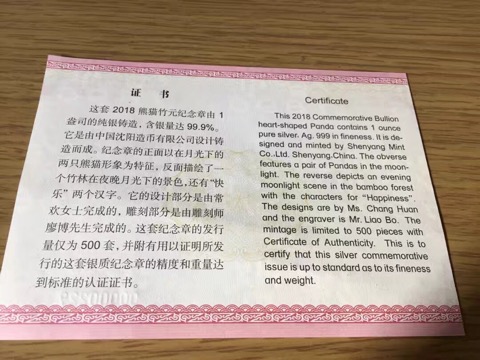 证 书
这套 2018 熊猫竹元纪念章由 1
盎司的纯银铸造，含银量达 99.9%。
它是由中国沈阳造币有限公司设计铸
造而成。纪念章的正面以在月光下的
两只熊猫形象为特征，反面描绘了一
个竹林在夜晚月光下的景色，还有“快
乐”两个汉字。它的设计部分是由常
欢女士完成的，雕刻部分是由雕刻师
廖博先生完成的。这套纪念章的发行
量仅为 500 套，并附有用以证明所发
行的这套银质纪念章的精度和重量达
到标准的认证证书。
Certificate
This 2018 Commemorative Bullion
heart-shaped Panda contains 1 ounce
pure silver. Ag. 999 in fineness. It is de-
signed and minted by Shenyang Mint
Co .Ltd. Shenyang-China. The obverse
features a pair of Pandas in the moon-
light. The reverse depicts an evening
moonlight scene in the bamboo forest
with the characters for “Happiness”.
The designs are by Ms. Chang Huan
and the engraver is Mr. Liao Bo. The
mintage is limited to 500 pieces with
Certificate of Authenticity. This is to
certify that this silver commemorative
issue is up to standard as to its fineness
and weight.